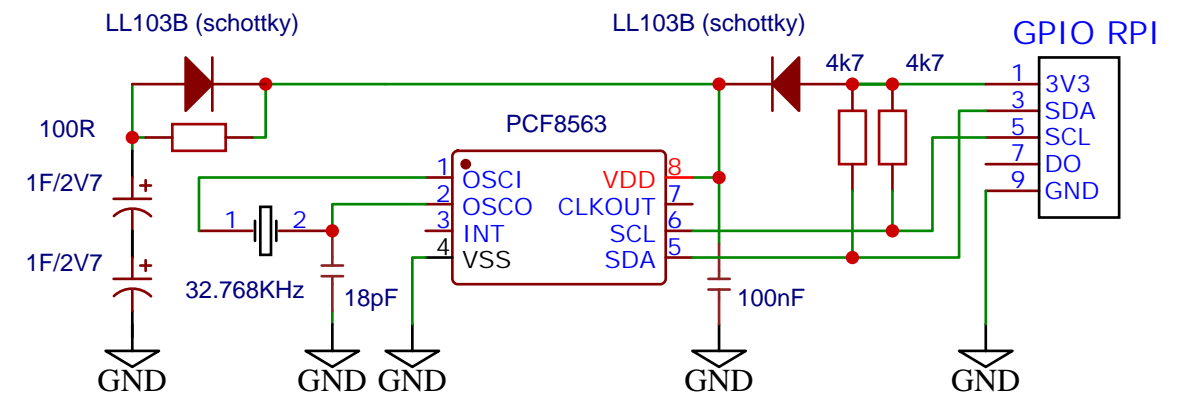 LL103B (schottky)
LL103B (schottky)
GPIO RPI
4k7
4k7
1
3V3
3
SDA
5
SCL
7
DO
9
GND
100R
PCF8563
1F/2V7
+
1
OSCI
VDD
8
2
OSCO
CLKOUT
7
1
2
3
INT
SCL
6
4
VSS
SDA
5
1F/2V7
+
32.768KHz
18pF
100nF
GND
GND
GND
GND
GND